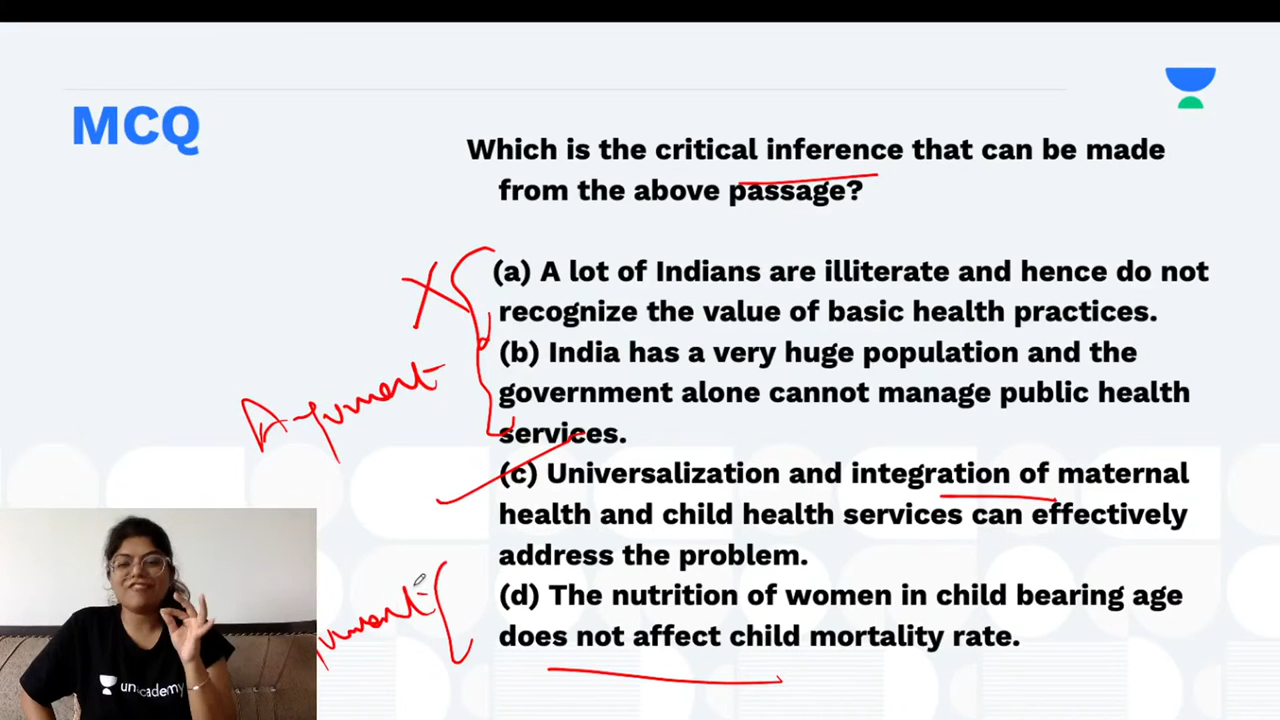 MCQ
Which is the critical inference that can be made
from the above passage?
(a) A lot of Indians are illiterate and hence do not
recognize the value of basic health practices.
(b) India has a very huge population and the
government alone cannot manage public health
services.
Argument
(c) Universalization and integration of maternal
health and child health services can effectively
address the problem.
(d) The nutrition of women in child bearing age
does not affect child mortality rate.
unacademy